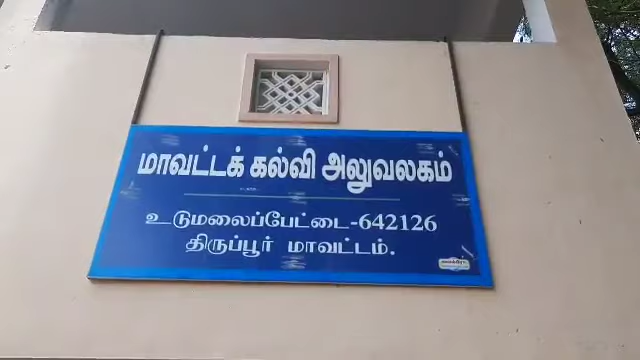 மாவட்டக் கல்வி அலுவலகம்
உடுமலைப்பேட்டை-642126
திருப்பூர் மாவட்டம்.